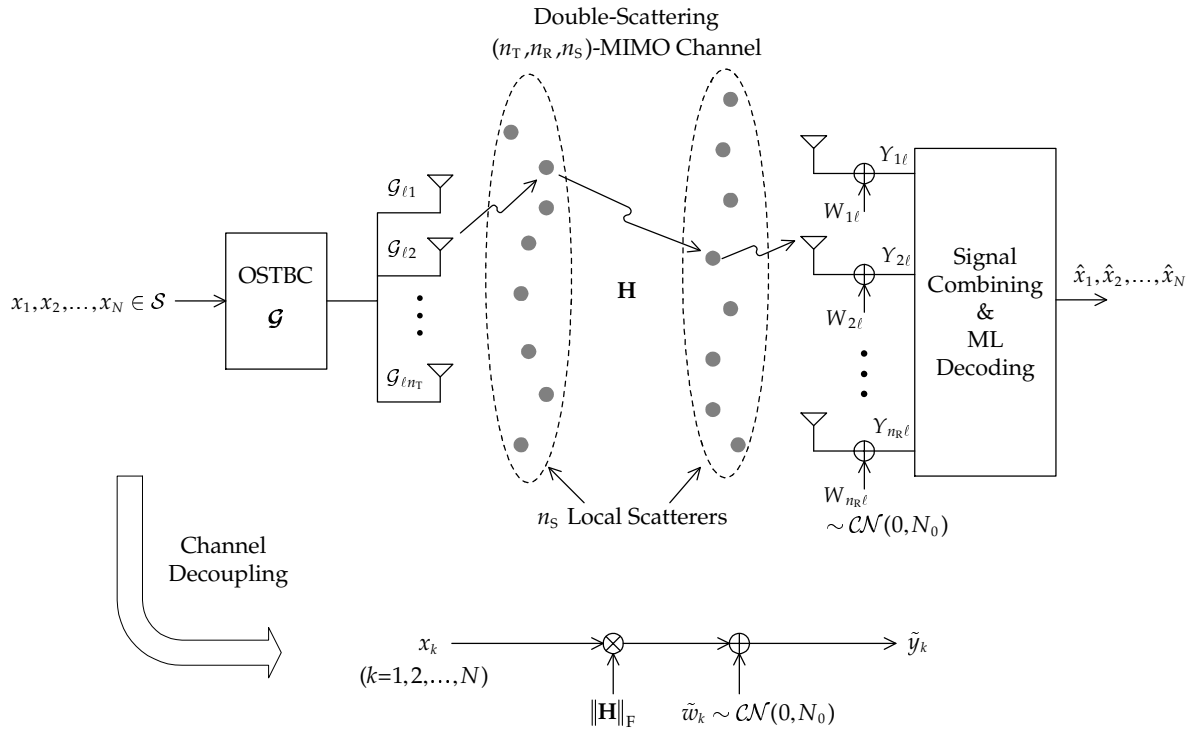 Double-Scattering
(n_T, n_R, n_S)-MIMO Channel
𝒢_ℓ1
𝒢_ℓ2
𝒢_ℓn_T
x_1, x_2, …, x_N ∈ 𝒮
OSTBC
𝓖
H
Y_1ℓ
W_1ℓ
Y_2ℓ
W_2ℓ
Y_n_Rℓ
W_n_Rℓ
∼ 𝒞𝒩(0, N_0)
Signal
Combining
&
ML
Decoding
x̂_1, x̂_2, …, x̂_N
n_S Local Scatterers
Channel
Decoupling
x_k
(k=1,2,…,N)
‖H‖_F
w̃_k ∼ 𝒞𝒩(0, N_0)
ỹ_k